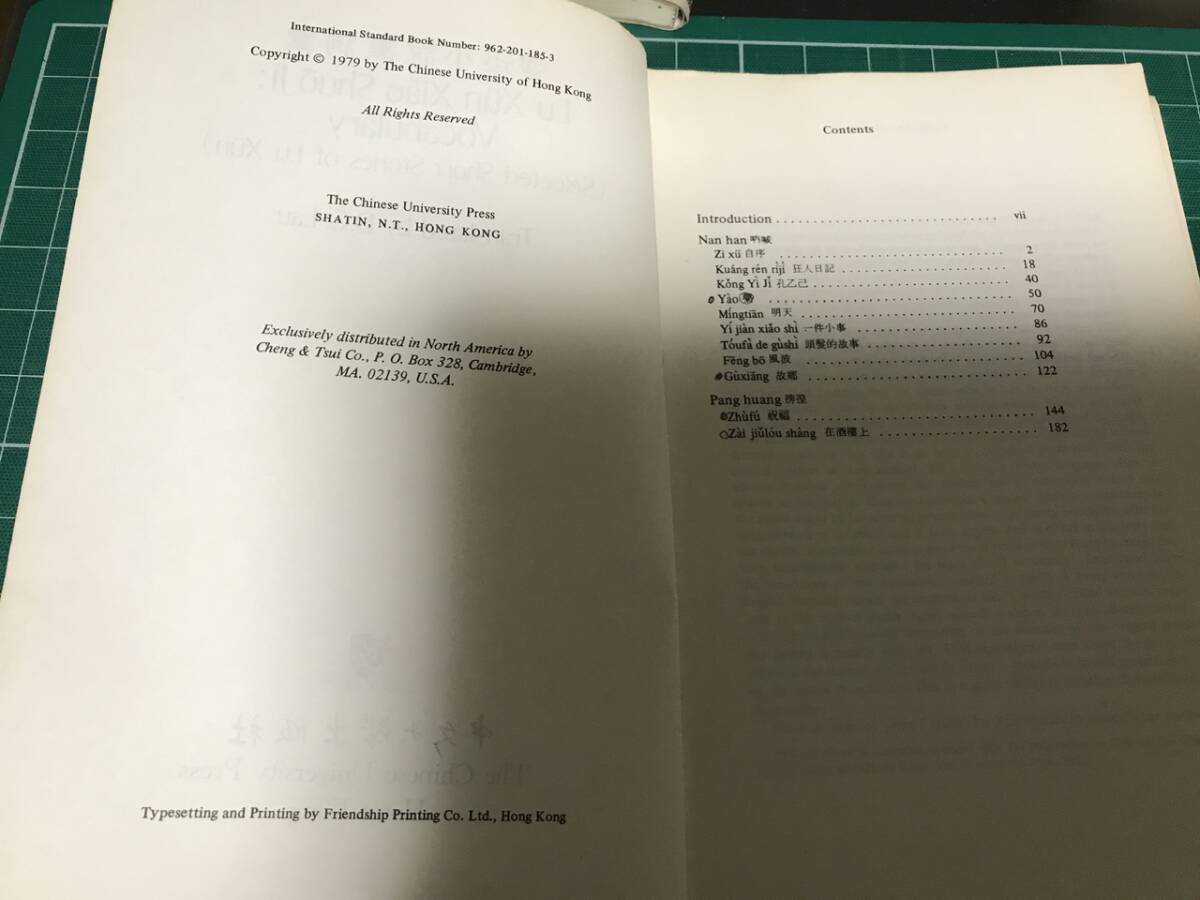 International Standard Book Number: 962-201-185-3
Copyright © 1979 by The Chinese University of Hong Kong
All Rights Reserved
The Chinese University Press
SHATIN, N.T., HONG KONG
Exclusively distributed in North America by
Cheng & Tsui Co., P. O. Box 328, Cambridge,
MA. 02139, U.S.A.
Typesetting and Printing by Friendship Printing Co. Ltd., Hong Kong
Contents
Introduction . . . . . . . . . . . . . . . . . . . . . . . . . . . . . . vii
Nan han 吶喊
Zì xù 自序 . . . . . . . . . . . . . . . . . . . . . . . . . . . . . 2
Kuáng rén rìjì 狂人日記 . . . . . . . . . . . . . . . . . . . . . . . 18
Kǒng Yǐ Jǐ 孔乙己 . . . . . . . . . . . . . . . . . . . . . . . . . . . 40
Yào . . . . . . . . . . . . . . . . . . . . . . . . . . . . . . 50
Míngtiān 明天 . . . . . . . . . . . . . . . . . . . . . . . . . . . 70
Yí jiàn xiǎo shì 一件小事 . . . . . . . . . . . . . . . . . . . . . . 86
Tóufà de gùshì 頭髮的故事 . . . . . . . . . . . . . . . . . . . . . 92
Fēng bō 風波 . . . . . . . . . . . . . . . . . . . . . . . . . . . 104
Gùxiāng 故鄉 . . . . . . . . . . . . . . . . . . . . . . . . . . . 122
Pang huang 徬徨
Zhùfú 祝福 . . . . . . . . . . . . . . . . . . . . . . . . . . . . . 144
Zài jiǔlóu shàng 在酒樓上 . . . . . . . . . . . . . . . . . . . . . 182